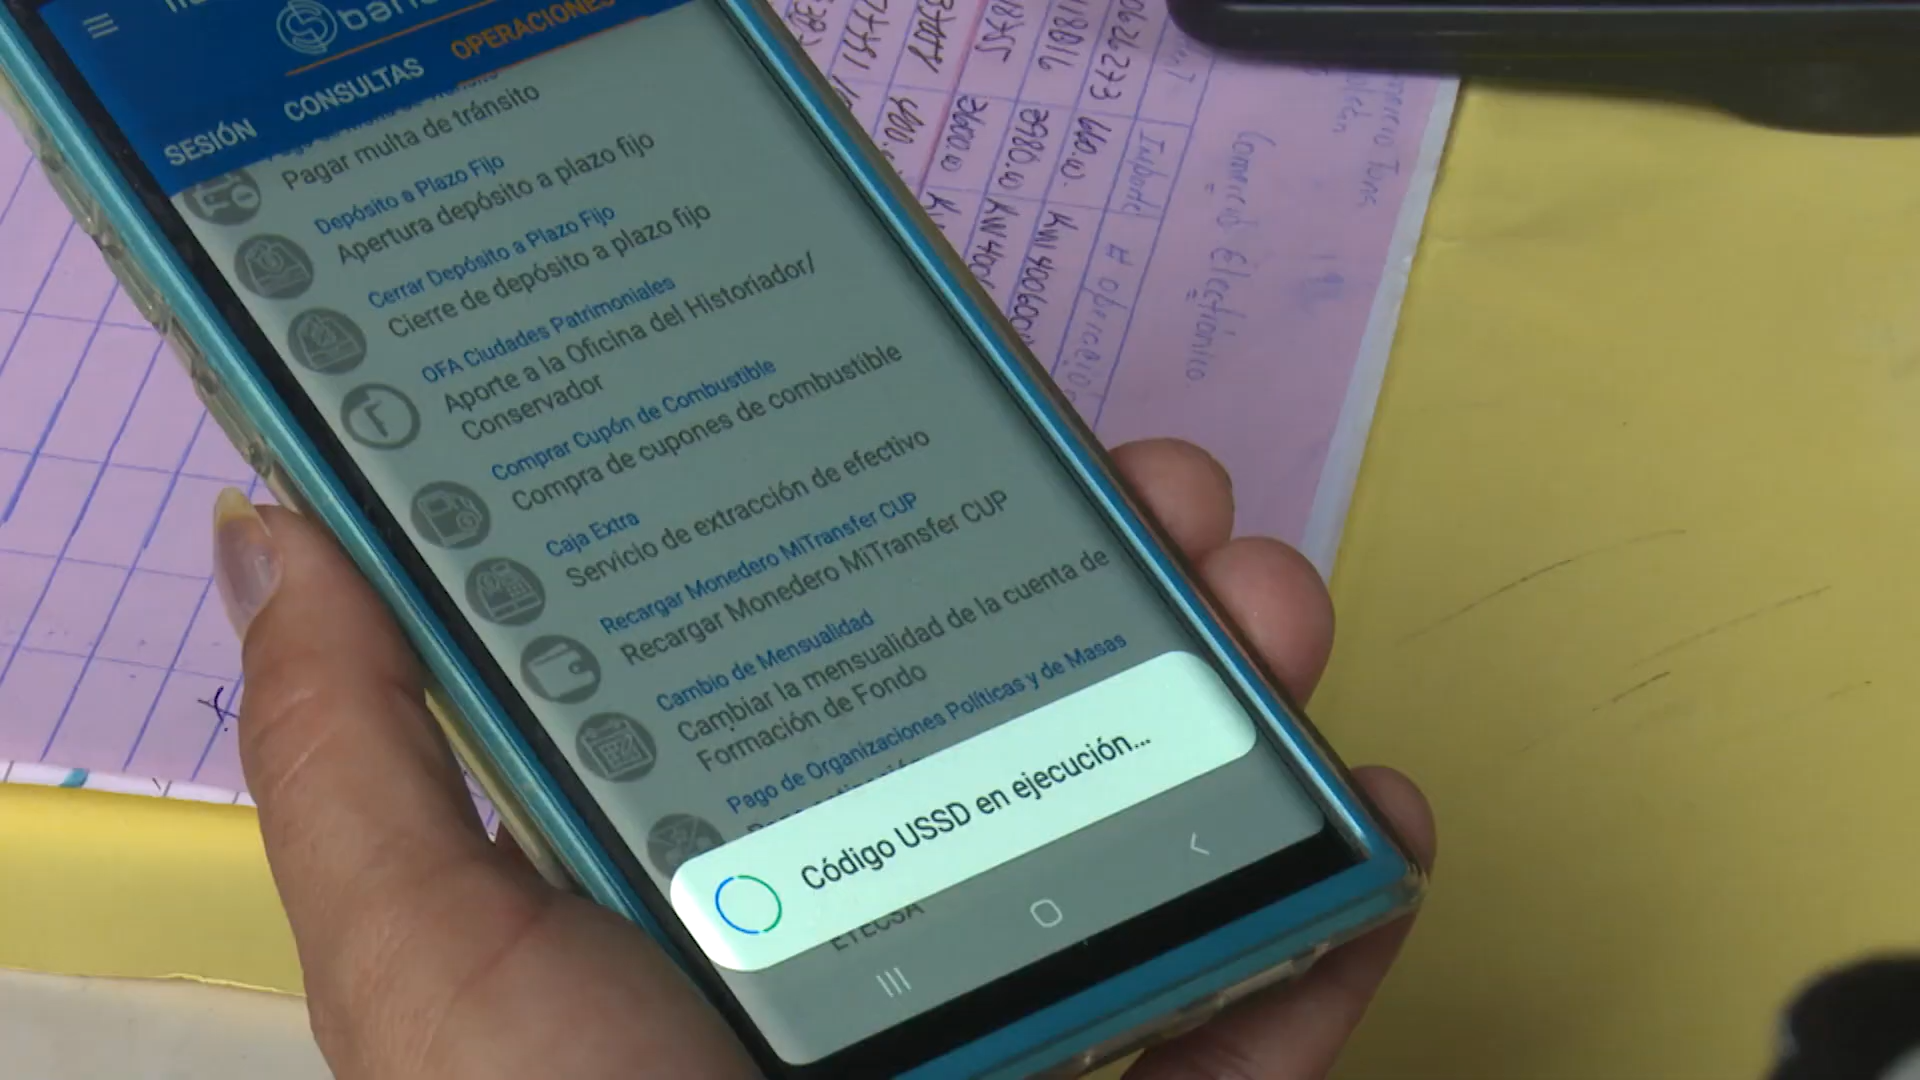 SESIÓN
CONSULTAS
OPERACIONES
Pagar multa de tránsito
Depósito a Plazo Fijo
Apertura depósito a plazo fijo
Cerrar Depósito a Plazo Fijo
Cierre de depósito a plazo fijo
OFA Ciudades Patrimoniales
Aporte a la Oficina del Historiador/
Conservador
Comprar Cupón de Combustible
Compra de cupones de combustible
Caja Extra
Servicio de extracción de efectivo
Recargar Monedero MiTransfer CUP
Recargar Monedero MiTransfer CUP
Cambio de Mensualidad
Cambiar la mensualidad de la cuenta de
Formación de Fondo
Pago de Organizaciones Políticas y de Masas
Código USSD en ejecución...
ETECSA
Comercio Electrónico
Importe
# operación